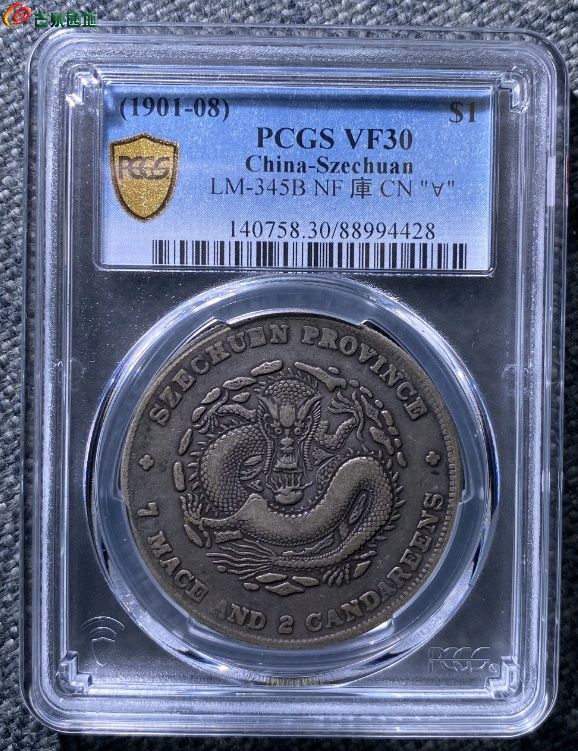 古泉园地
(1901-08) $1
PCGS VF30
China-Szechuan
LM-345B NF 庫 CN "∀"
140758.30/88994428
PCGS
SZECHUEN PROVINCE
7 MACE AND 2 CANDAREENS
PCGS